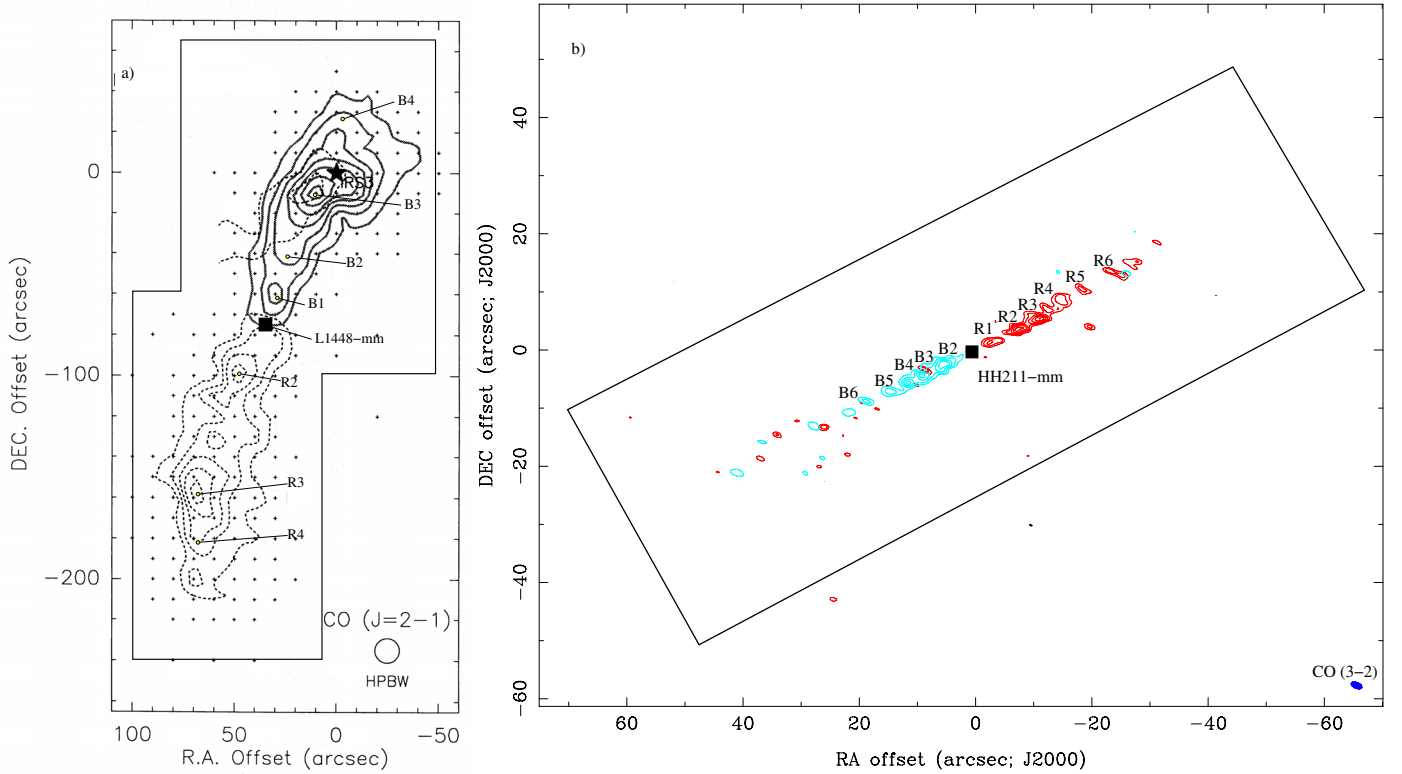 a)
B4
IRS3
B3
B2
B1
L1448-mm
R2
R3
R4
CO (J=2-1)
HPBW
0
-100
-200
DEC. Offset (arcsec)
100 50 0 -50
R.A. Offset (arcsec)
b)
R6
R5
R4
R3
R2
R1
B2
B3
B4
B5
B6
HH211-mm
CO (3-2)
40
20
0
-20
-40
-60
DEC offset (arcsec; J2000)
60 40 20 0 -20 -40 -60
RA offset (arcsec; J2000)